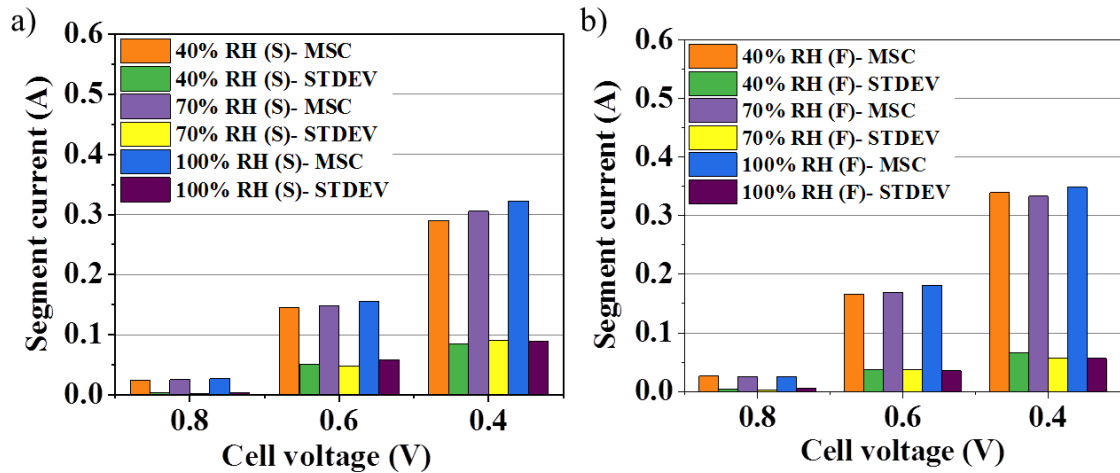 a)
Segment current (A)
0.6
0.5
0.4
0.3
0.2
0.1
0.0
40% RH (S)- MSC
40% RH (S)- STDEV
70% RH (S)- MSC
70% RH (S)- STDEV
100% RH (S)- MSC
100% RH (S)- STDEV
0.8 0.6 0.4
Cell voltage (V)
b)
Segment current (A)
0.6
0.5
0.4
0.3
0.2
0.1
0.0
40% RH (F)- MSC
40% RH (F)- STDEV
70% RH (F)- MSC
70% RH (F)- STDEV
100% RH (F)- MSC
100% RH (F)- STDEV
0.8 0.6 0.4
Cell voltage (V)